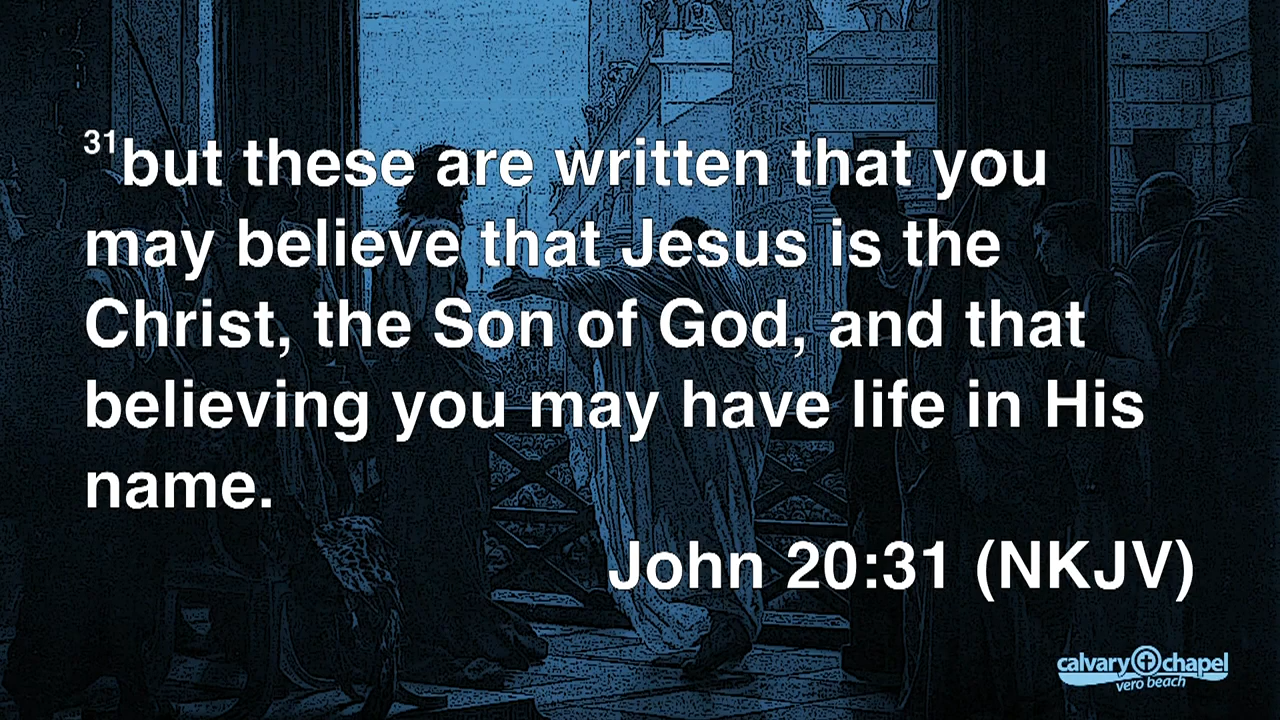 31but these are written that you
may believe that Jesus is the
Christ, the Son of God, and that
believing you may have life in His
name.
John 20:31 (NKJV)
calvary chapel
vero beach